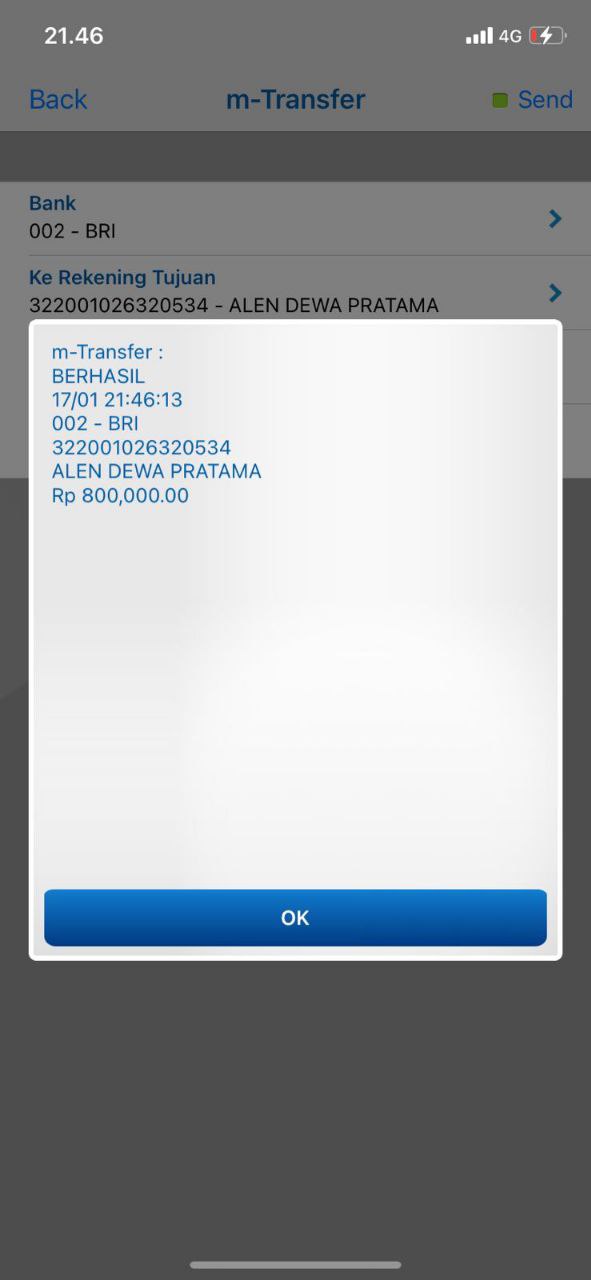 21.46
4G
Back
m-Transfer
Send
Bank
002 - BRI
Ke Rekening Tujuan
322001026320534 - ALEN DEWA PRATAMA
m-Transfer :
BERHASIL
17/01 21:46:13
002 - BRI
322001026320534
ALEN DEWA PRATAMA
Rp 800,000.00
OK